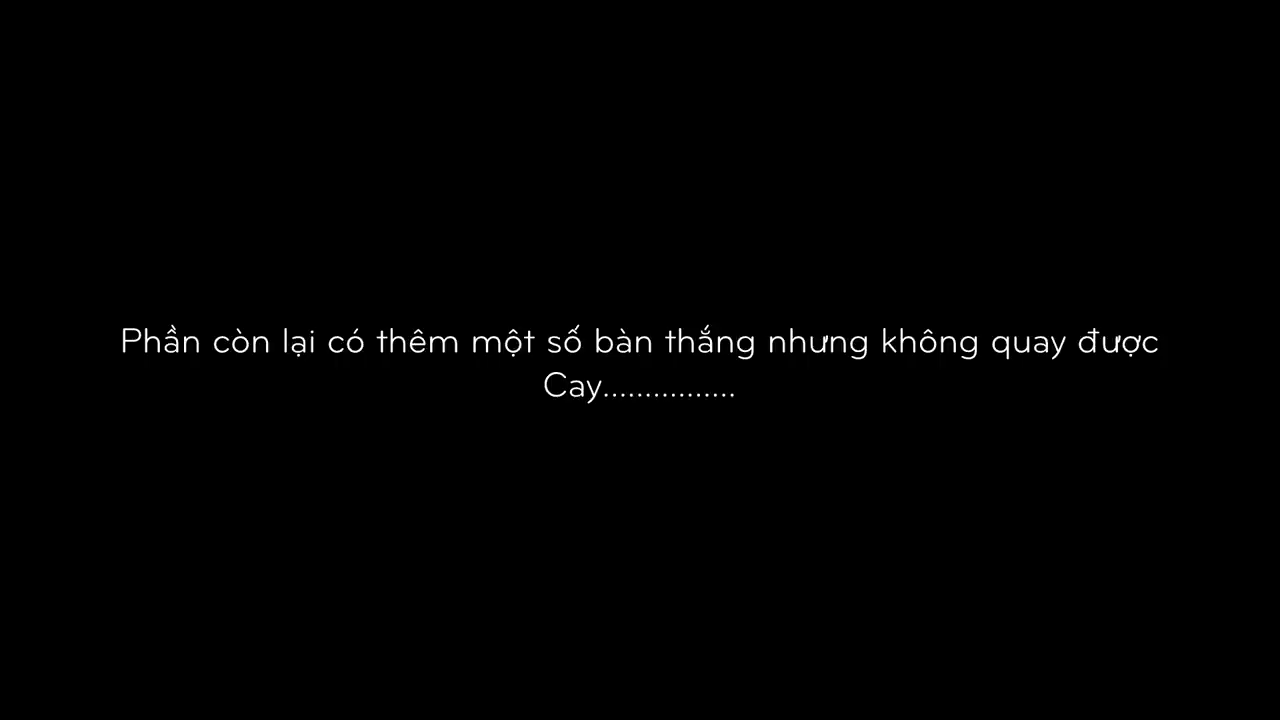 Phần còn lại có thêm một số bàn thắng nhưng không quay được
Cay................